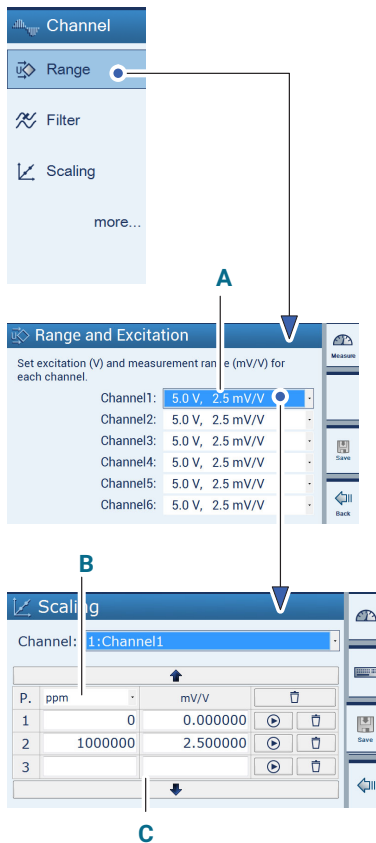 Channel
Range
Filter
Scaling
more...
A
Range and Excitation
Measure
Set excitation (V) and measurement range (mV/V) for
each channel.
Channel1: 5.0 V, 2.5 mV/V
Channel2: 5.0 V, 2.5 mV/V
Channel3: 5.0 V, 2.5 mV/V
Channel4: 5.0 V, 2.5 mV/V
Save
Channel5: 5.0 V, 2.5 mV/V
Channel6: 5.0 V, 2.5 mV/V
Back
B
Scaling
Channel: 1:Channel1
P. ppm mV/V
1 0 0.000000
2 1000000 2.500000
Save
3
C